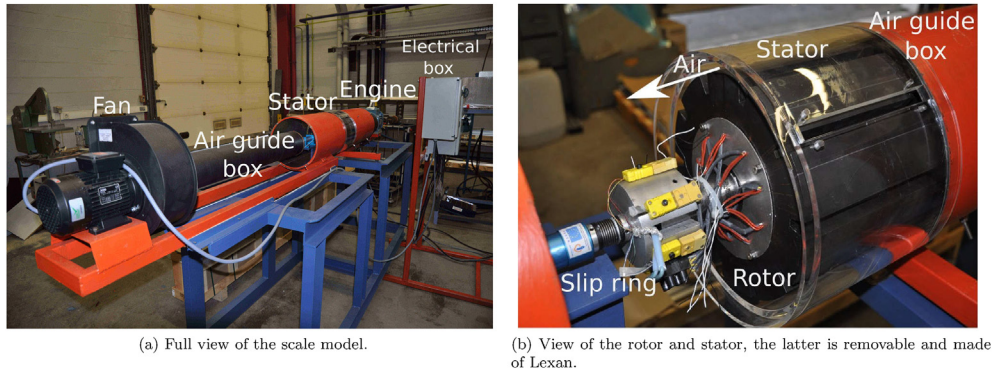 Fan
Air guide
box
Stator
Engine
Electrical
box
Air
Stator
Air guide
box
Slip ring
Rotor
(a) Full view of the scale model.
(b) View of the rotor and stator, the latter is removable and made
of Lexan.